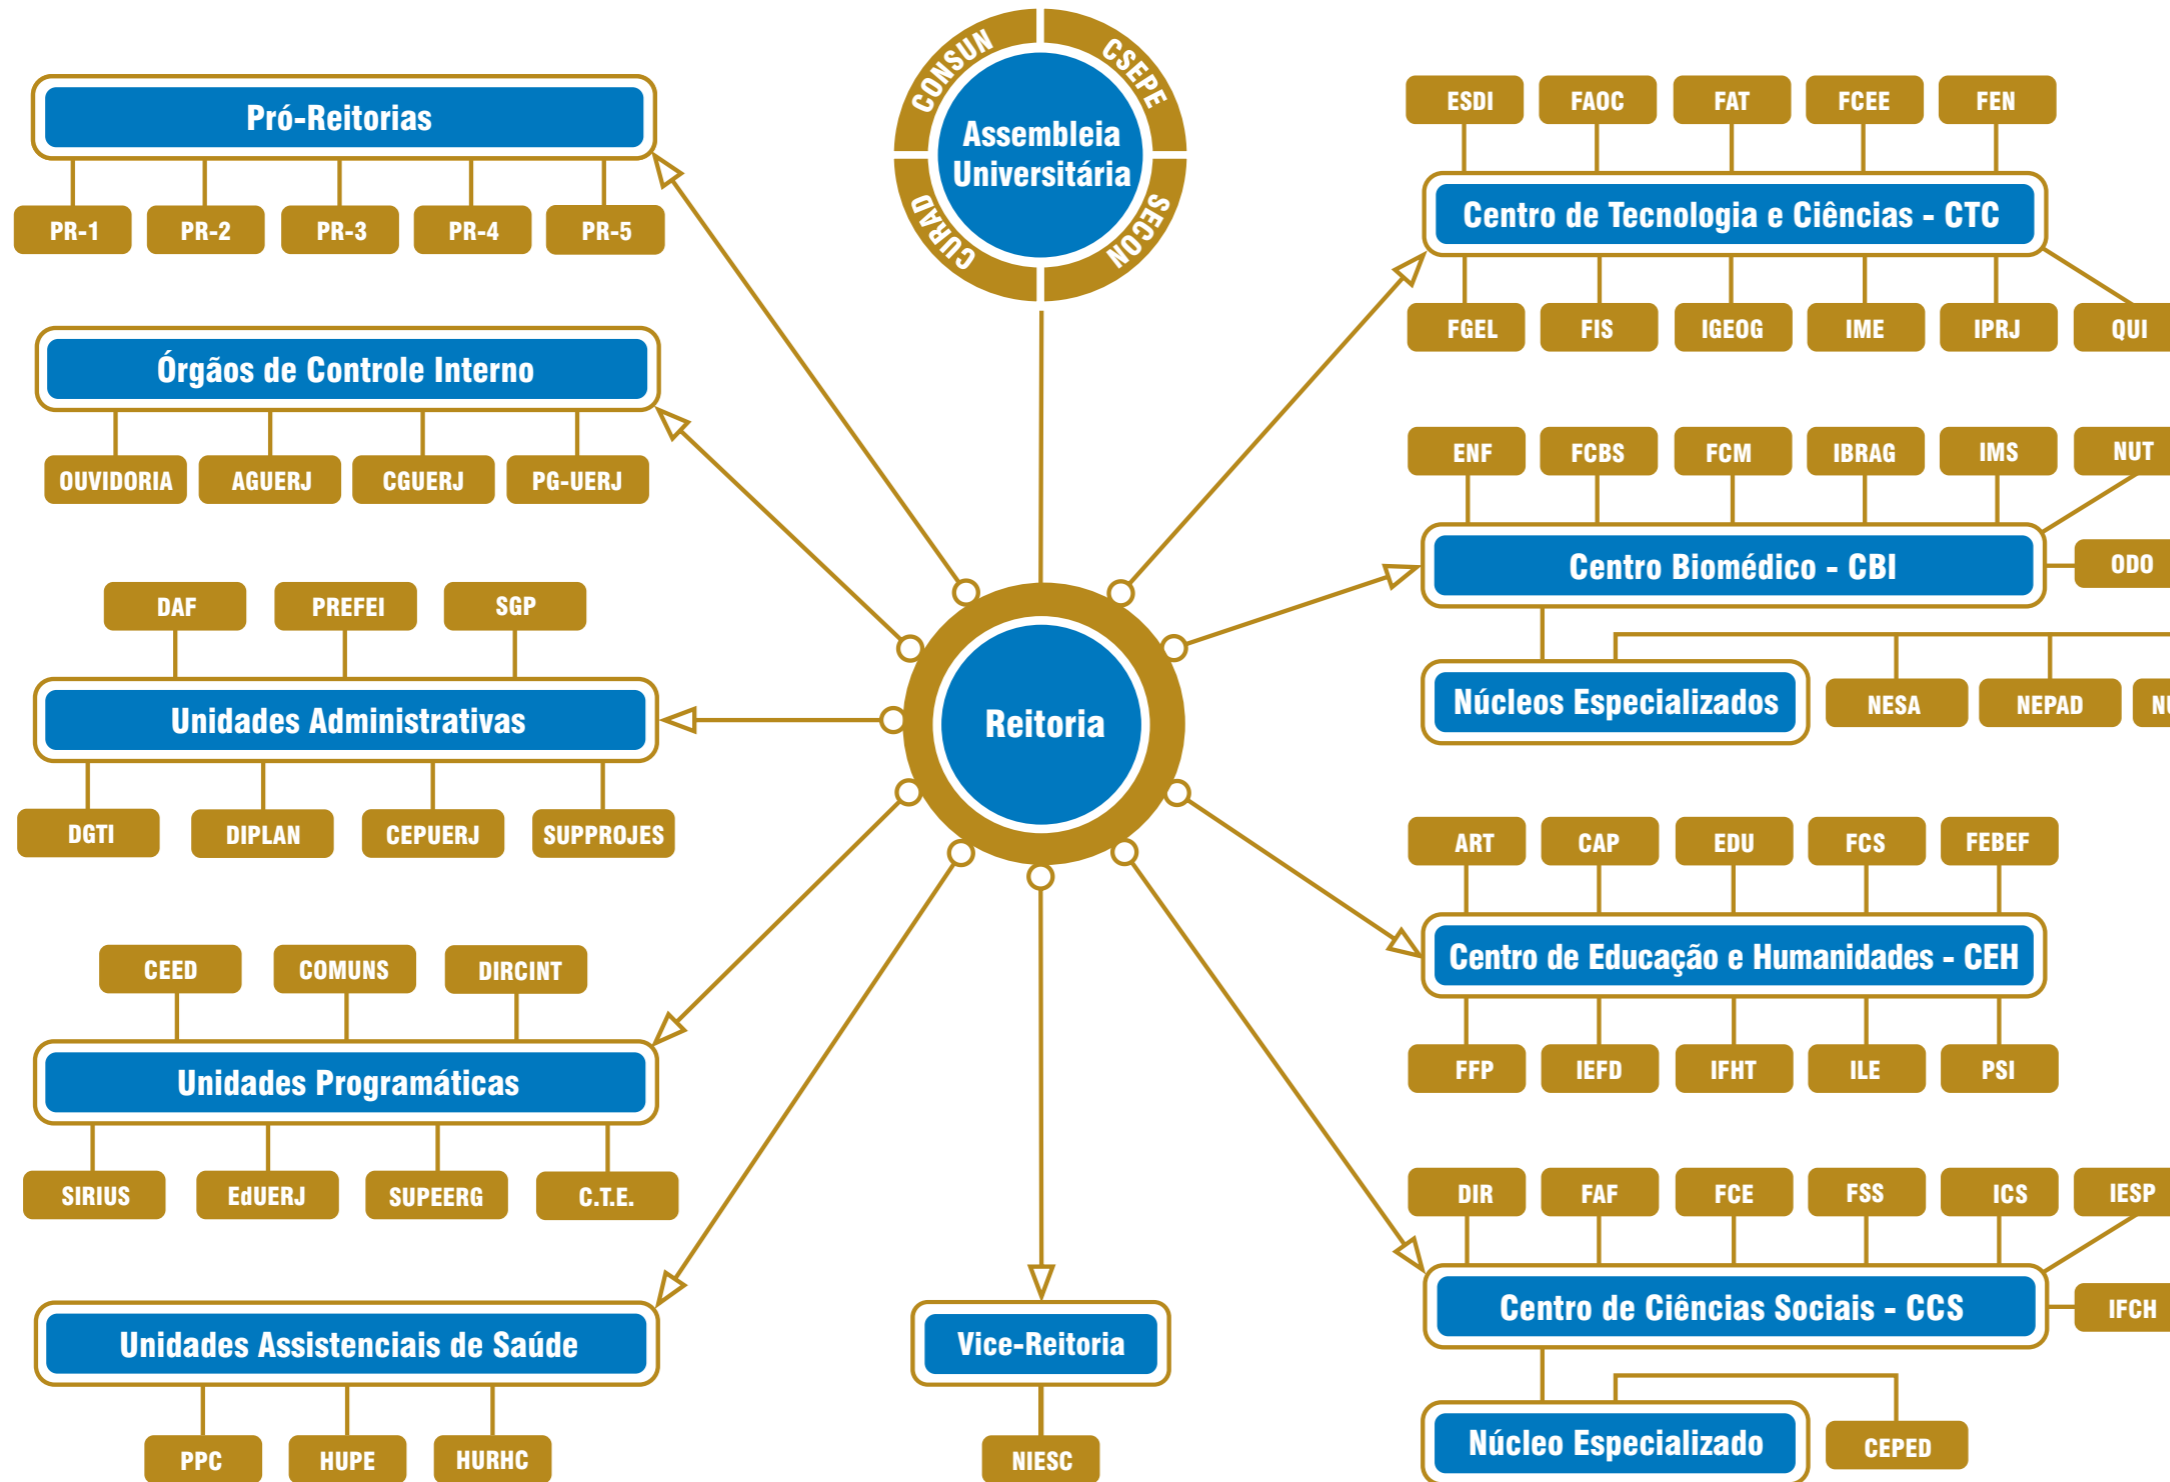 CONSUN
CSEPE
CURAD
SECON
Assembleia
Universitária
Pró-Reitorias
PR-1 PR-2 PR-3 PR-4 PR-5
Órgãos de Controle Interno
OUVIDORIA AGUERJ CGUERJ PG-UERJ
DAF PREFEI SGP
Unidades Administrativas
DGTI DIPLAN CEPUERJ SUPPROJES
CEED COMUNS DIRCINT
Unidades Programáticas
SIRIUS EdUERJ SUPEERG C.T.E.
Unidades Assistenciais de Saúde
PPC HUPE HURHC
Reitoria
Vice-Reitoria
NIESC
ESDI FAOC FAT FCEE FEN
Centro de Tecnologia e Ciências - CTC
FGEL FIS IGEOG IME IPRJ QUI
ENF FCBS FCM IBRAG IMS NUT
Centro Biomédico - CBI
ODO
Núcleos Especializados
NESA NEPAD
ART CAP EDU FCS FEBEF
Centro de Educação e Humanidades - CEH
FFP IEFD IFHT ILE PSI
DIR FAF FCE FSS ICS IESP
Centro de Ciências Sociais - CCS
IFCH
Núcleo Especializado
CEPED